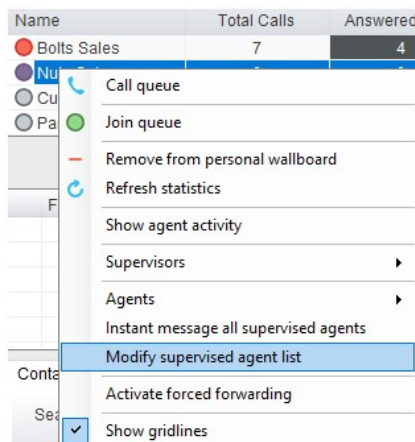 Name Total Calls Answered
Bolts Sales 7 4
Call queue
Join queue
Remove from personal wallboard
Refresh statistics
Show agent activity
Supervisors
Agents
Instant message all supervised agents
Modify supervised agent list
Activate forced forwarding
Show gridlines